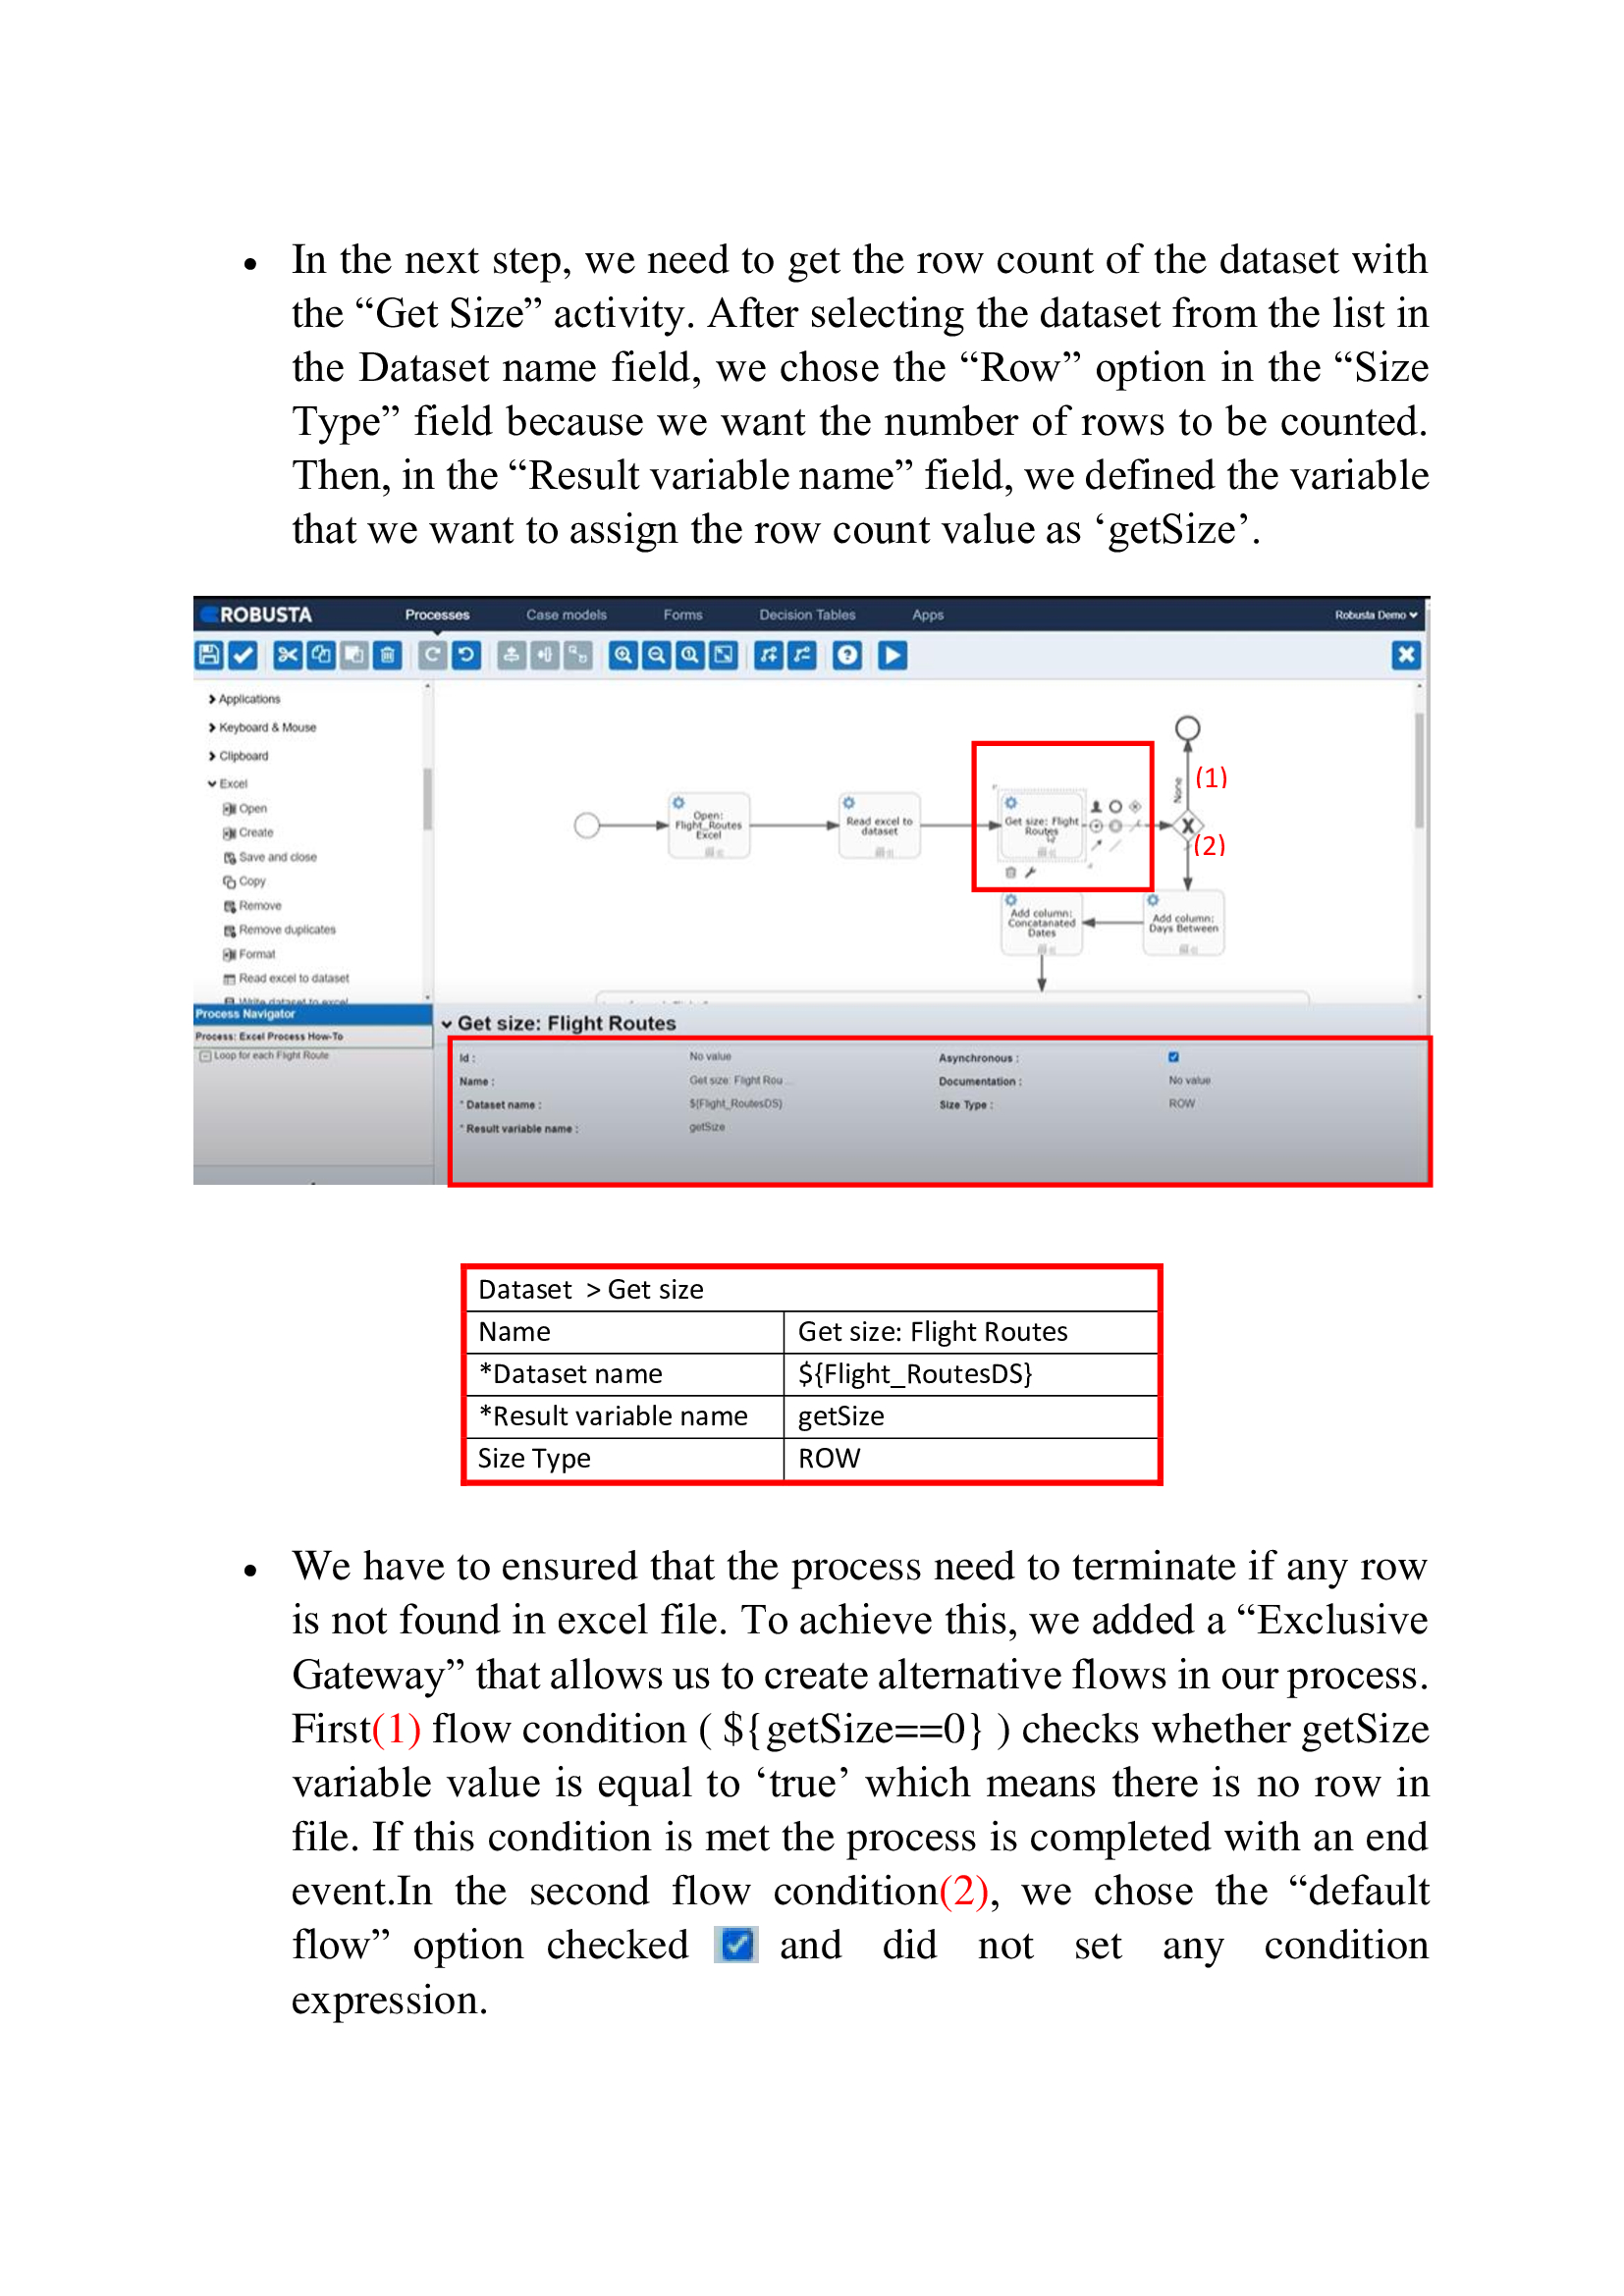 • In the next step, we need to get the row count of the dataset with
the “Get Size” activity. After selecting the dataset from the list in
the Dataset name field, we chose the “Row” option in the “Size
Type” field because we want the number of rows to be counted.
Then, in the “Result variable name” field, we defined the variable
that we want to assign the row count value as ‘getSize’.
ROBUSTA Processes Case models Forms Decision Tables Apps Robusta Demo
Applications
Keyboard & Mouse
Clipboard
Excel
Open
Create
Save and close
Copy
Remove
Remove duplicates
Format
Read excel to dataset
Write dataset to excel
None
(1)
(2)
Open:
Flight_Routes
Excel
Read excel to
dataset
Get size: Flight
Routes
Add column:
Concatanated
Dates
Add column:
Days Between
Process Navigator
Process: Excel Process How-To
Loop for each Flight Route
Get size: Flight Routes
Id : No value Asynchronous :
Name : Get size: Flight Rou ... Documentation : No value
* Dataset name : ${Flight_RoutesDS} Size Type : ROW
* Result variable name : getSize
Dataset > Get size
Name Get size: Flight Routes
*Dataset name ${Flight_RoutesDS}
*Result variable name getSize
Size Type ROW
• We have to ensured that the process need to terminate if any row
is not found in excel file. To achieve this, we added a “Exclusive
Gateway” that allows us to create alternative flows in our process.
First(1) flow condition ( ${getSize==0} ) checks whether getSize
variable value is equal to ‘true’ which means there is no row in
file. If this condition is met the process is completed with an end
event.In the second flow condition(2), we chose the “default
flow” option checked and did not set any condition
expression.